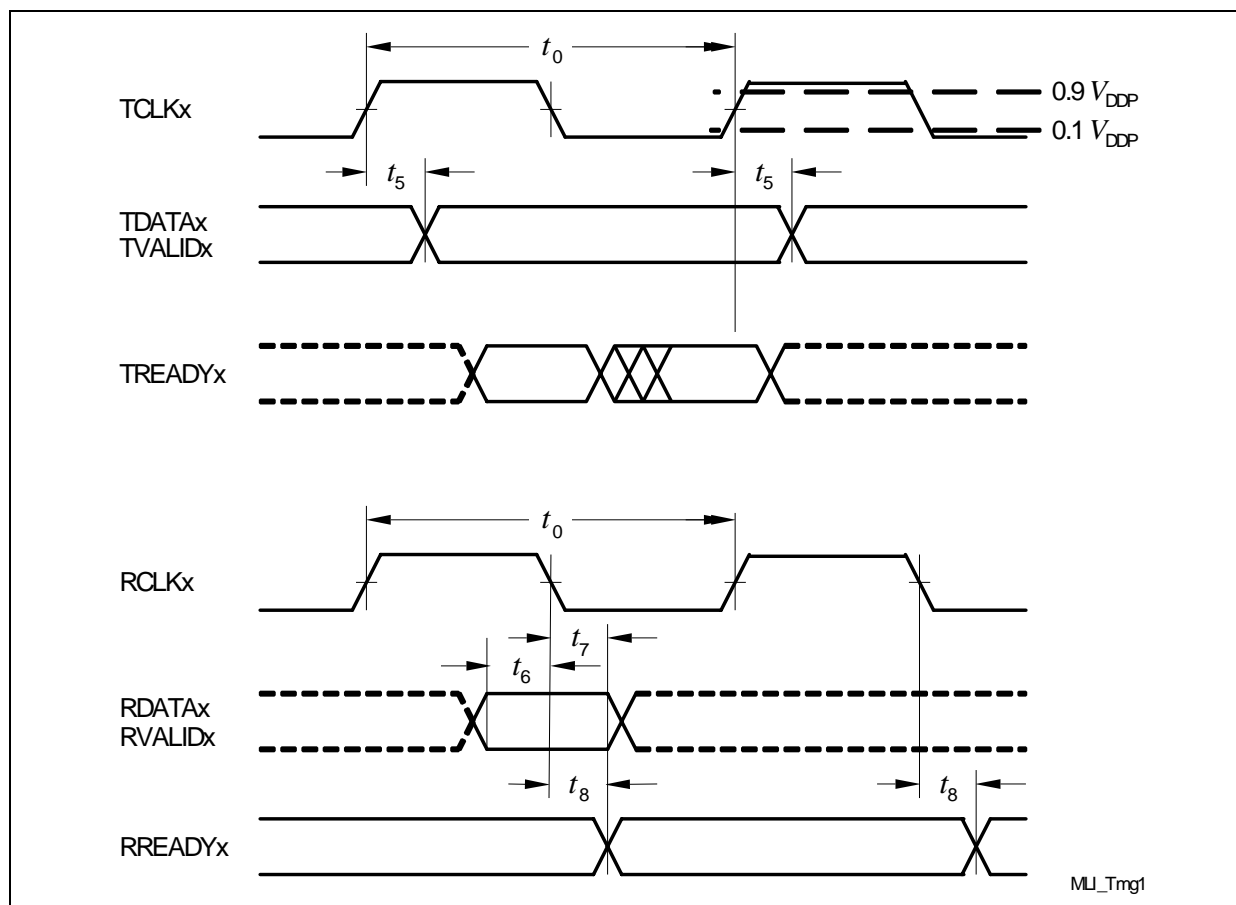 t0
TCLKx
0.9 VDDP
0.1 VDDP
t5
t5
TDATAx
TVALIDx
TREADYx
t0
RCLKx
t7
t6
RDATAx
RVALIDx
t8
t8
RREADYx
MLI_Tmg1